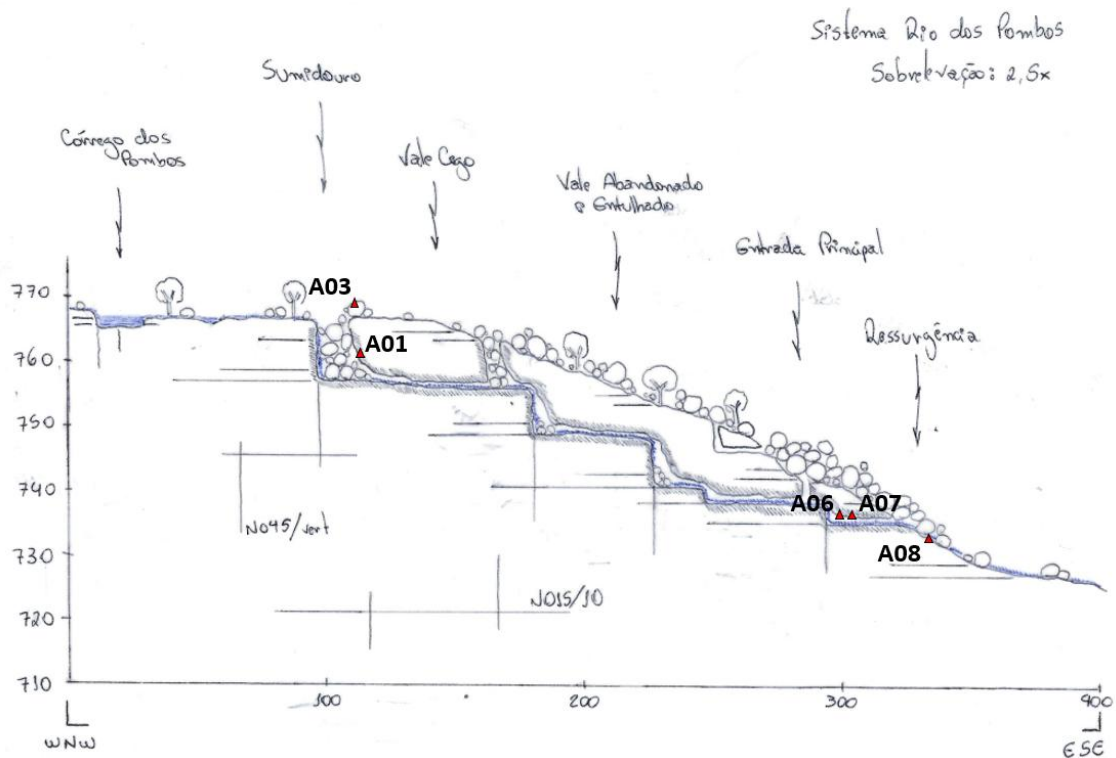 Sistema Rio dos Pombos
Sobrelevação: 2,5x
Sumidouro
Córrego dos
Pombos
Vale Cego
Vale Abandonado
e Entulhado
Entrada Principal
Ressurgência
770
760
750
740
730
720
710
A03
A01
A06
A07
A08
N045/vert
N015/10
100
200
300
400
WNW
ESE